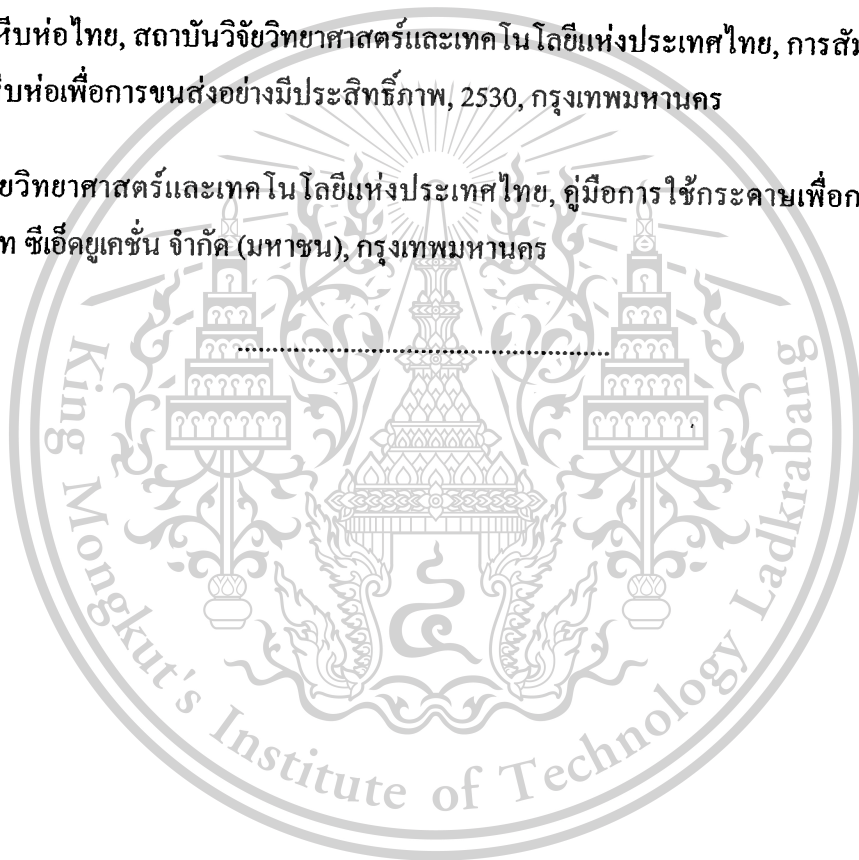 หีบห่อไทย, สถาบันวิจัยวิทยาศาสตร์และเทคโนโลยีแห่งประเทศไทย, การสัม
บห่อเพื่อการขนส่งอย่างมีประสิทธิ์ภาพ, 2530, กรุงเทพมหานคร
ยวิทยาศาสตร์และเทคโนโลยีแห่งประเทศไทย, คู่มือการใช้กระดาษเพื่อก
ท ซีเอ็ดยูเคชั่น จำกัด (มหาชน), กรุงเทพมหานคร
King Mongkut's Institute of Technology Ladkrabang